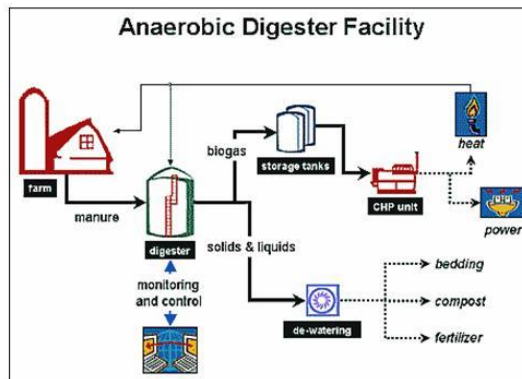 Anaerobic Digester Facility
farm
manure
digester
biogas
storage tanks
CHP unit
heat
power
solids & liquids
monitoring
and control
de-watering
bedding
compost
fertilizer